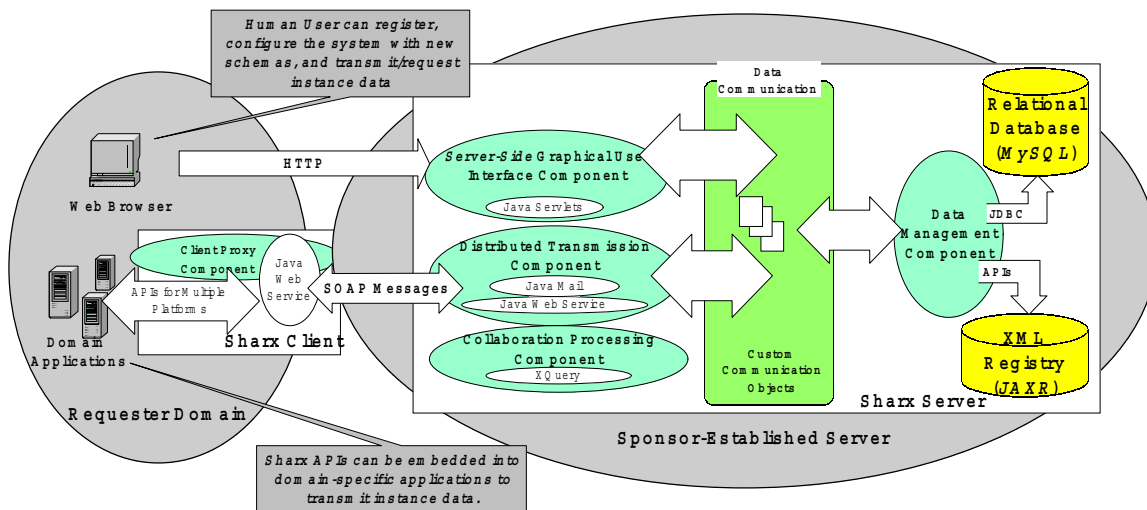 Human User can register,
configure the system with new
schemas, and transmit/request
instance data
Web Browser
HTTP
Client Proxy
Component
Java
Web
Service
APIs for Multiple
Platforms
SOAP Messages
Sharx Client
Domain
Applications
Requester Domain
Sharx APIs can be embedded into
domain-specific applications to
transmit instance data.
Server-Side Graphical Use
Interface Component
Java Servlets
Distributed Transmission
Component
Java Mail
Java Web Service
Collaboration Processing
Component
XQuery
Data
Communication
Custom
Communication
Objects
Data
Management
Component
JDBC
APIs
Relational
Database
(MySQL)
XML
Registry
(JAXR)
Sharx Server
Sponsor-Established Server